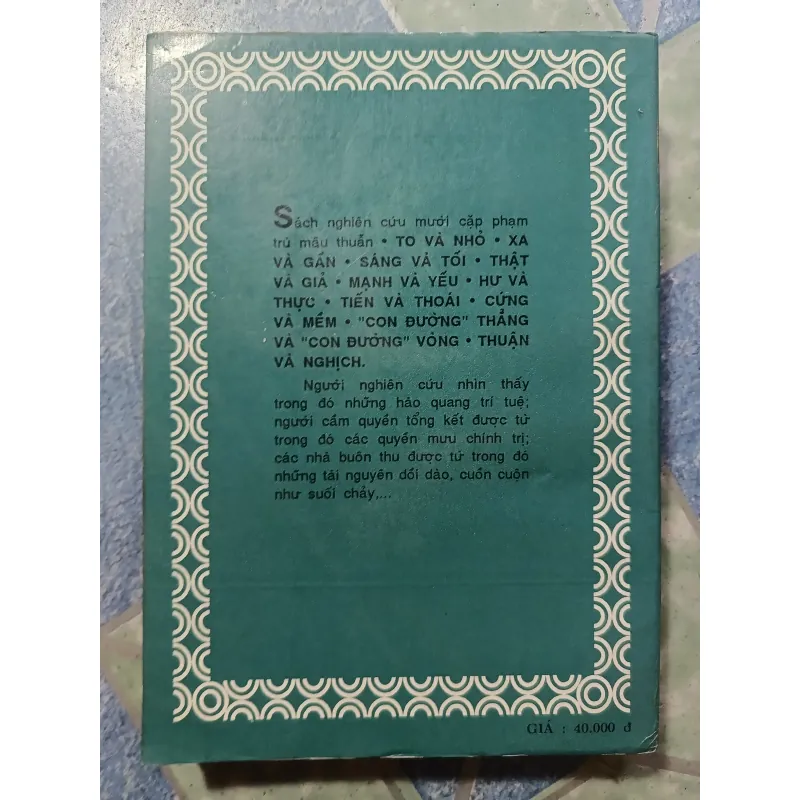 Sách nghiên cứu mười cặp phạm
trù mâu thuẫn • TO VÀ NHỎ • XA
VÀ GẦN • SÁNG VÀ TỐI • THẬT
VÀ GIẢ • MẠNH VÀ YẾU • HƯ VÀ
THỰC • TIẾN VÀ THOÁI • CỨNG
VÀ MỀM • "CON ĐƯỜNG" THẲNG
VÀ "CON ĐƯỜNG" VÒNG • THUẬN
VÀ NGHỊCH.
Người nghiên cứu nhìn thấy
trong đó những hào quang trí tuệ;
người cầm quyền tổng kết được từ
trong đó các quyền mưu chính trị;
các nhà buôn thu được từ trong đó
những tài nguyên dồi dào, cuồn cuộn
như suối chảy,...
GIÁ : 40.000 đ